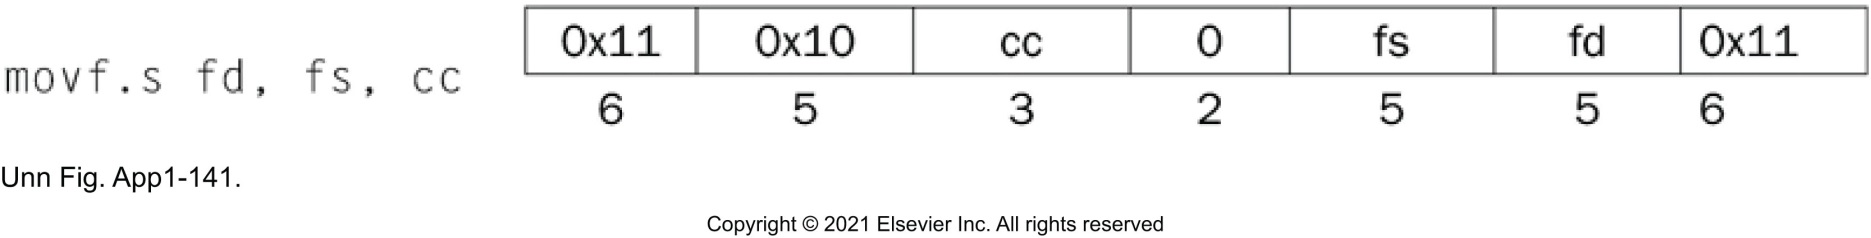 movf.s fd, fs, cc
0x11 0x10 cc 0 fs fd 0x11
6 5 3 2 5 5 6
Unn Fig. App1-141.
Copyright © 2021 Elsevier Inc. All rights reserved